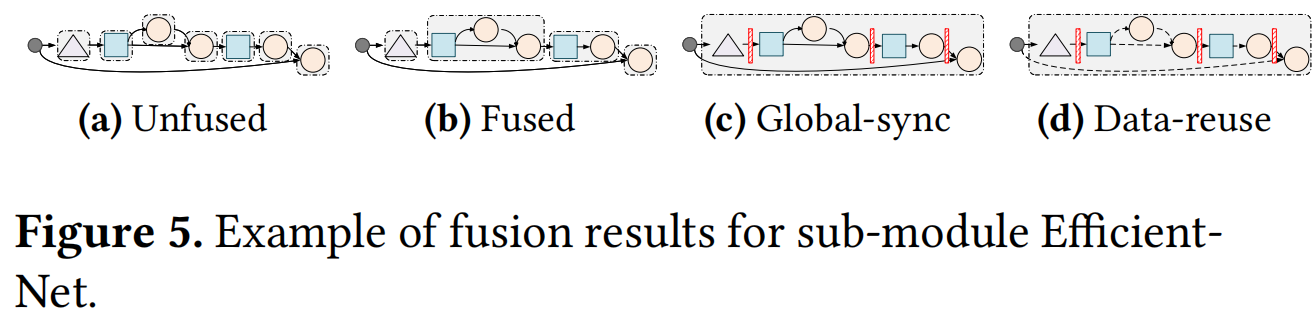 (a) Unfused (b) Fused (c) Global-sync (d) Data-reuse
Figure 5. Example of fusion results for sub-module Efficient-
Net.